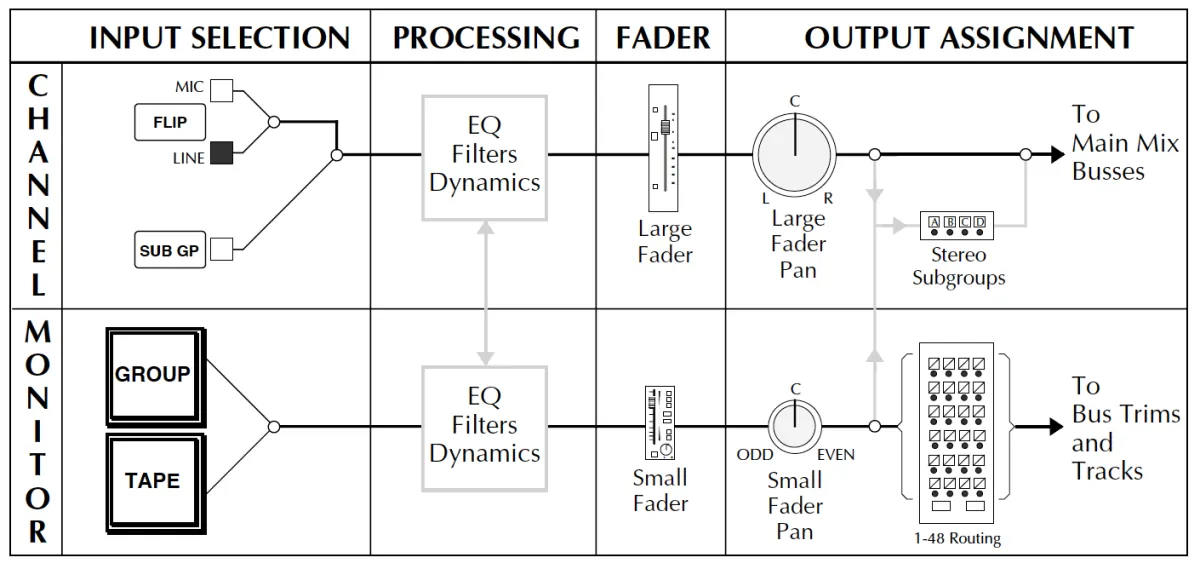 INPUT SELECTION
PROCESSING
FADER
OUTPUT ASSIGNMENT
CHANNEL
MIC
FLIP
LINE
SUB GP
EQ
Filters
Dynamics
Large
Fader
C
L
R
Large
Fader
Pan
A B C D
Stereo
Subgroups
To
Main Mix
Busses
MONITOR
GROUP
TAPE
EQ
Filters
Dynamics
Small
Fader
C
ODD
EVEN
Small
Fader
Pan
1-48 Routing
To
Bus Trims
and
Tracks